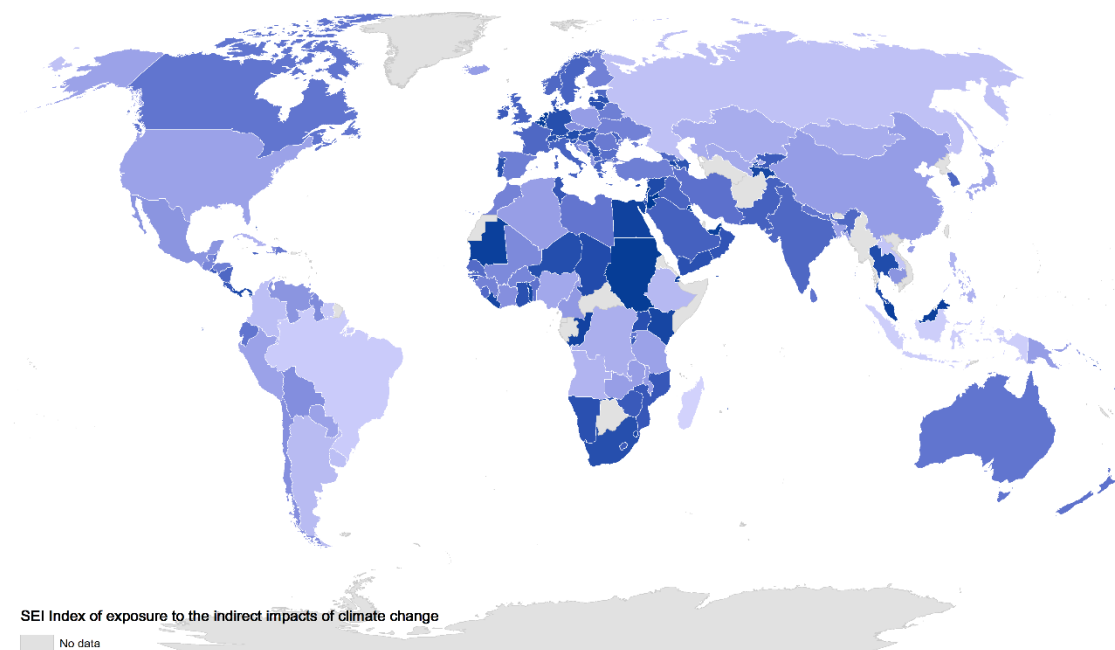 SEI Index of exposure to the indirect impacts of climate change
No data